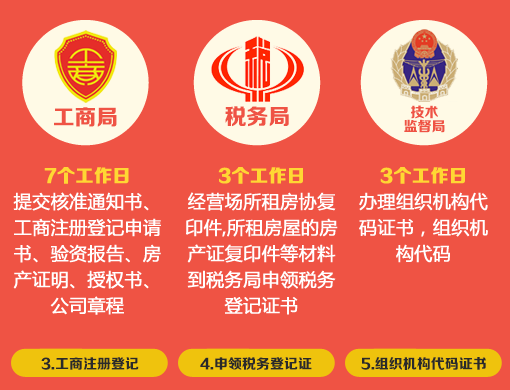 工商局
7个工作日
提交核准通知书、
工商注册登记申请
书、验资报告、房
产证明、授权书、
公司章程
3.工商注册登记
税务局
3个工作日
经营场所租房协复
印件,所租房屋的房
产证复印件等材料
到税务局申领税务
登记证书
4.申领税务登记证
技术
监督局
3个工作日
办理组织机构代
码证书，组织机
构代码
5.组织机构代码证书